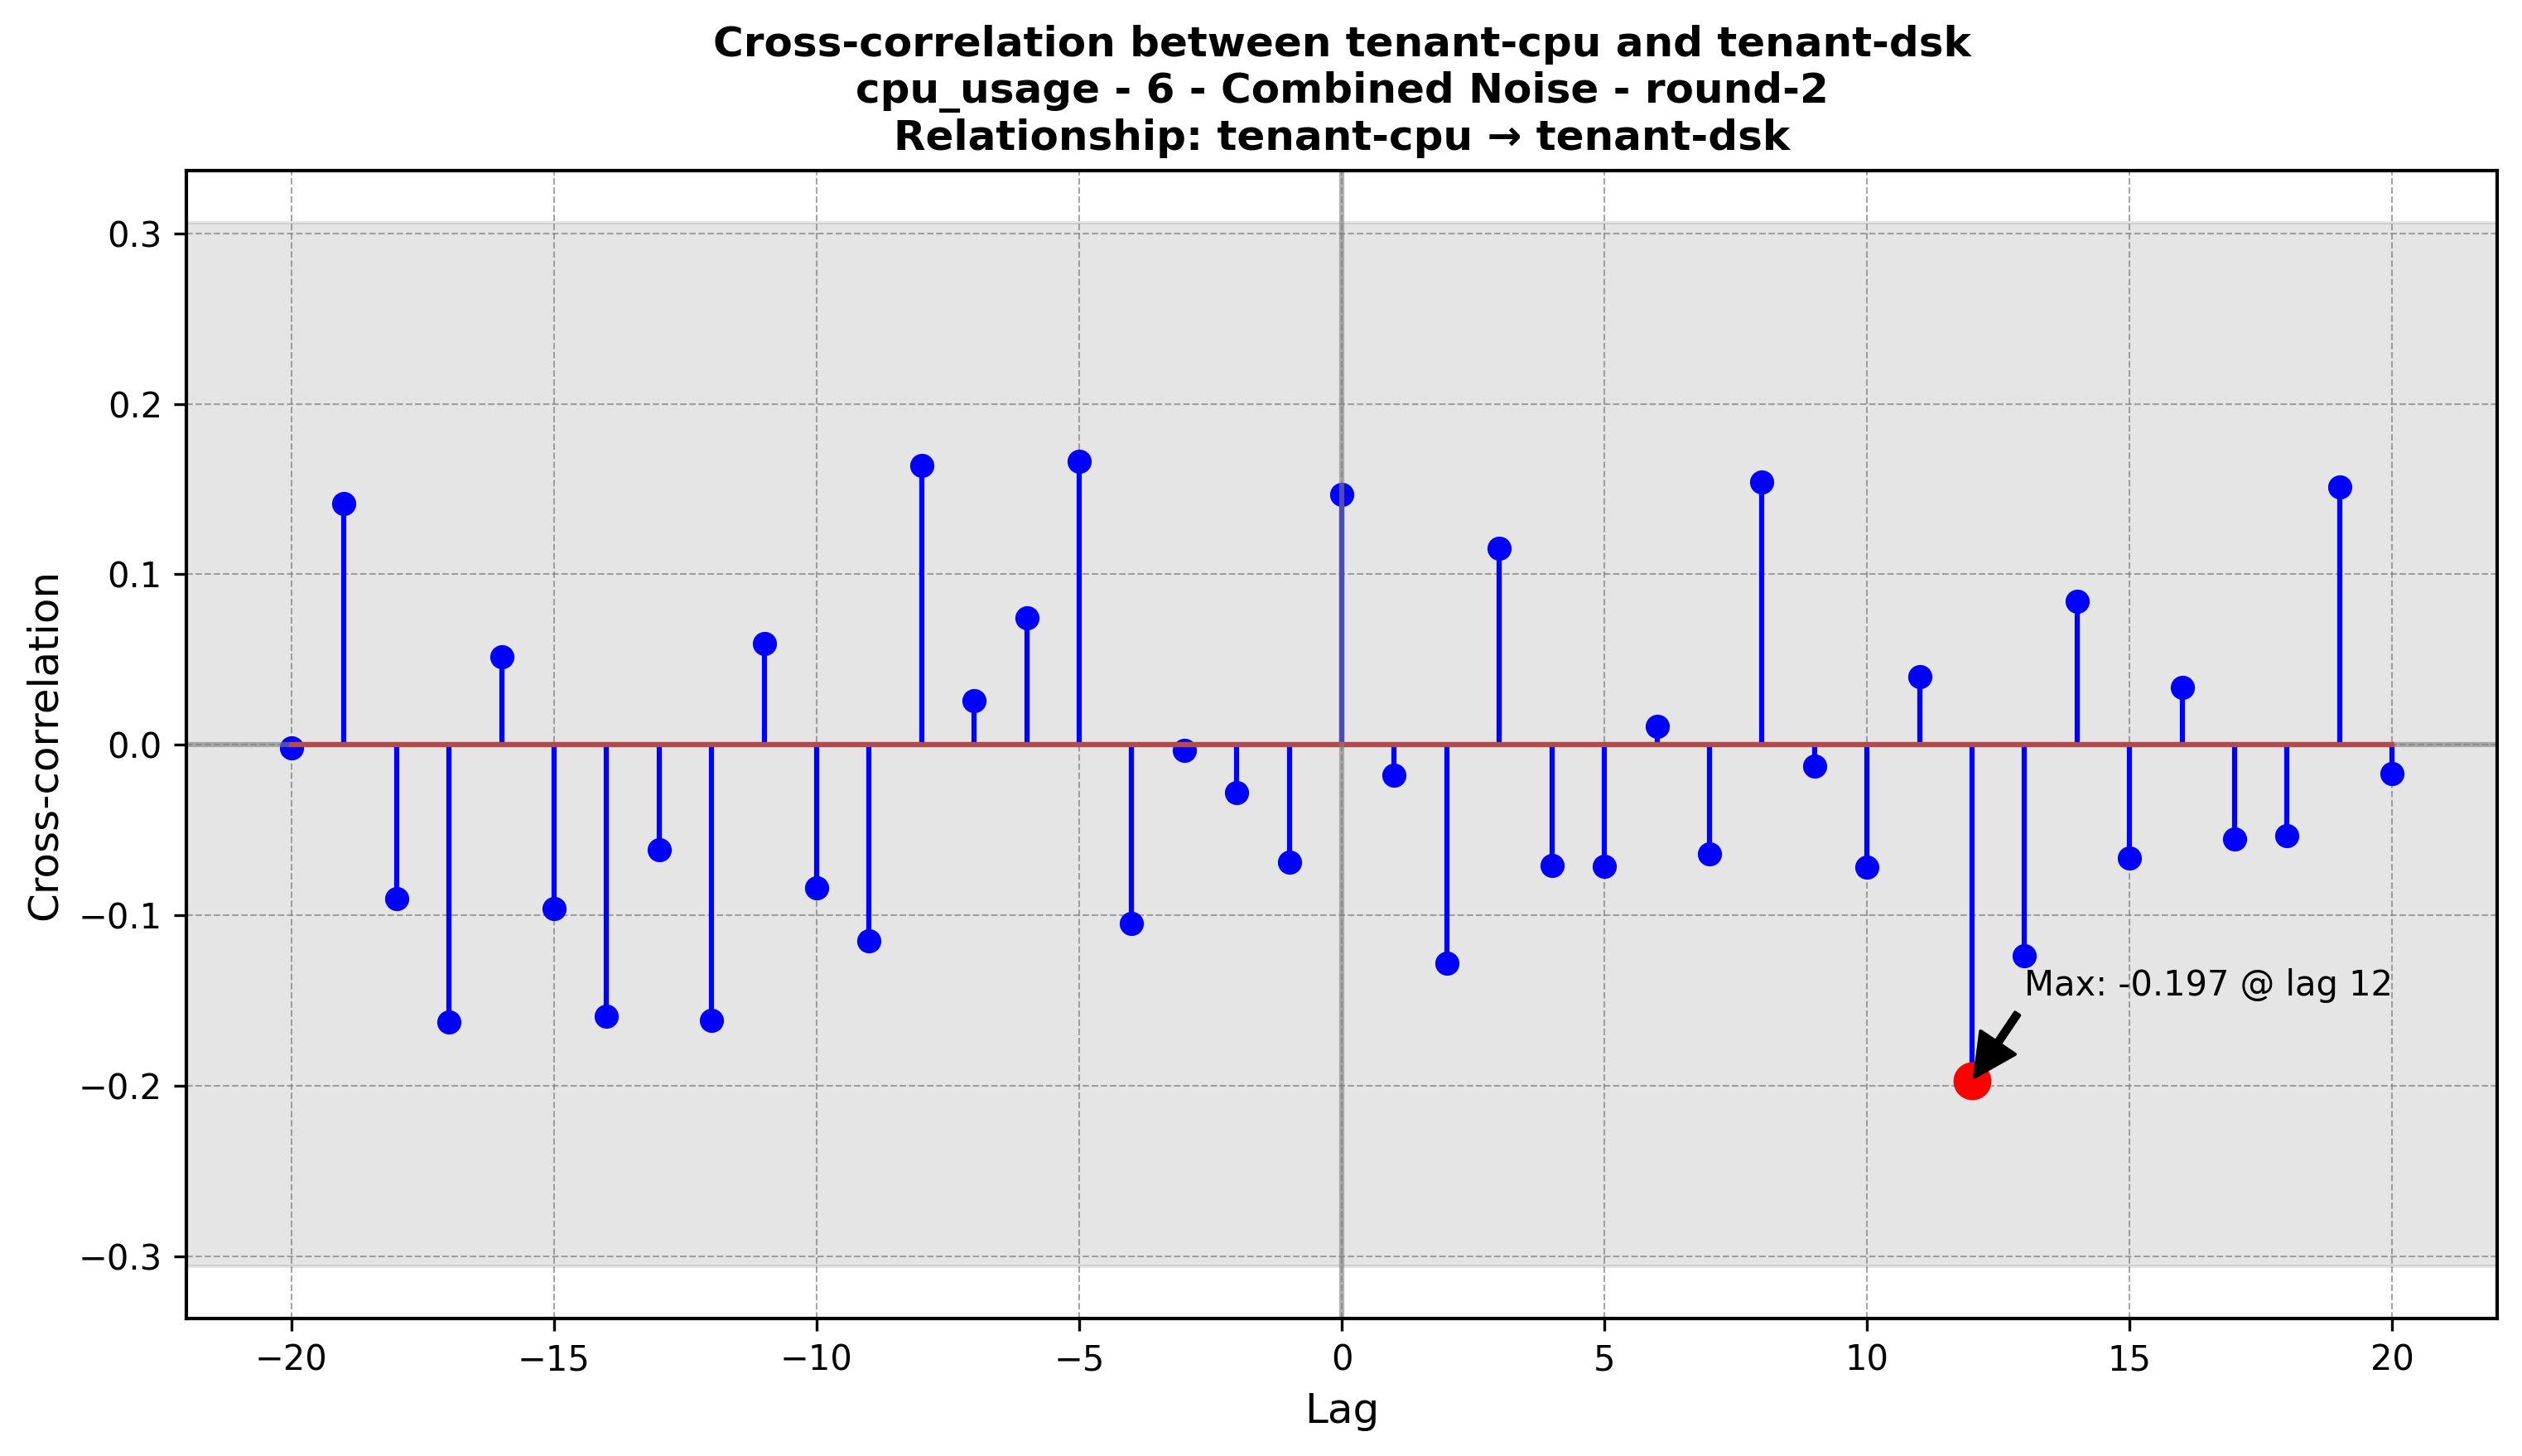 Cross-correlation between tenant-cpu and tenant-dsk
cpu_usage - 6 - Combined Noise - round-2
Relationship: tenant-cpu → tenant-dsk
0.3
0.2
0.1
0.0
−0.1
−0.2
−0.3
Cross-correlation
Max: -0.197 @ lag 12
−20 −15 −10 −5 0 5 10 15 20
Lag